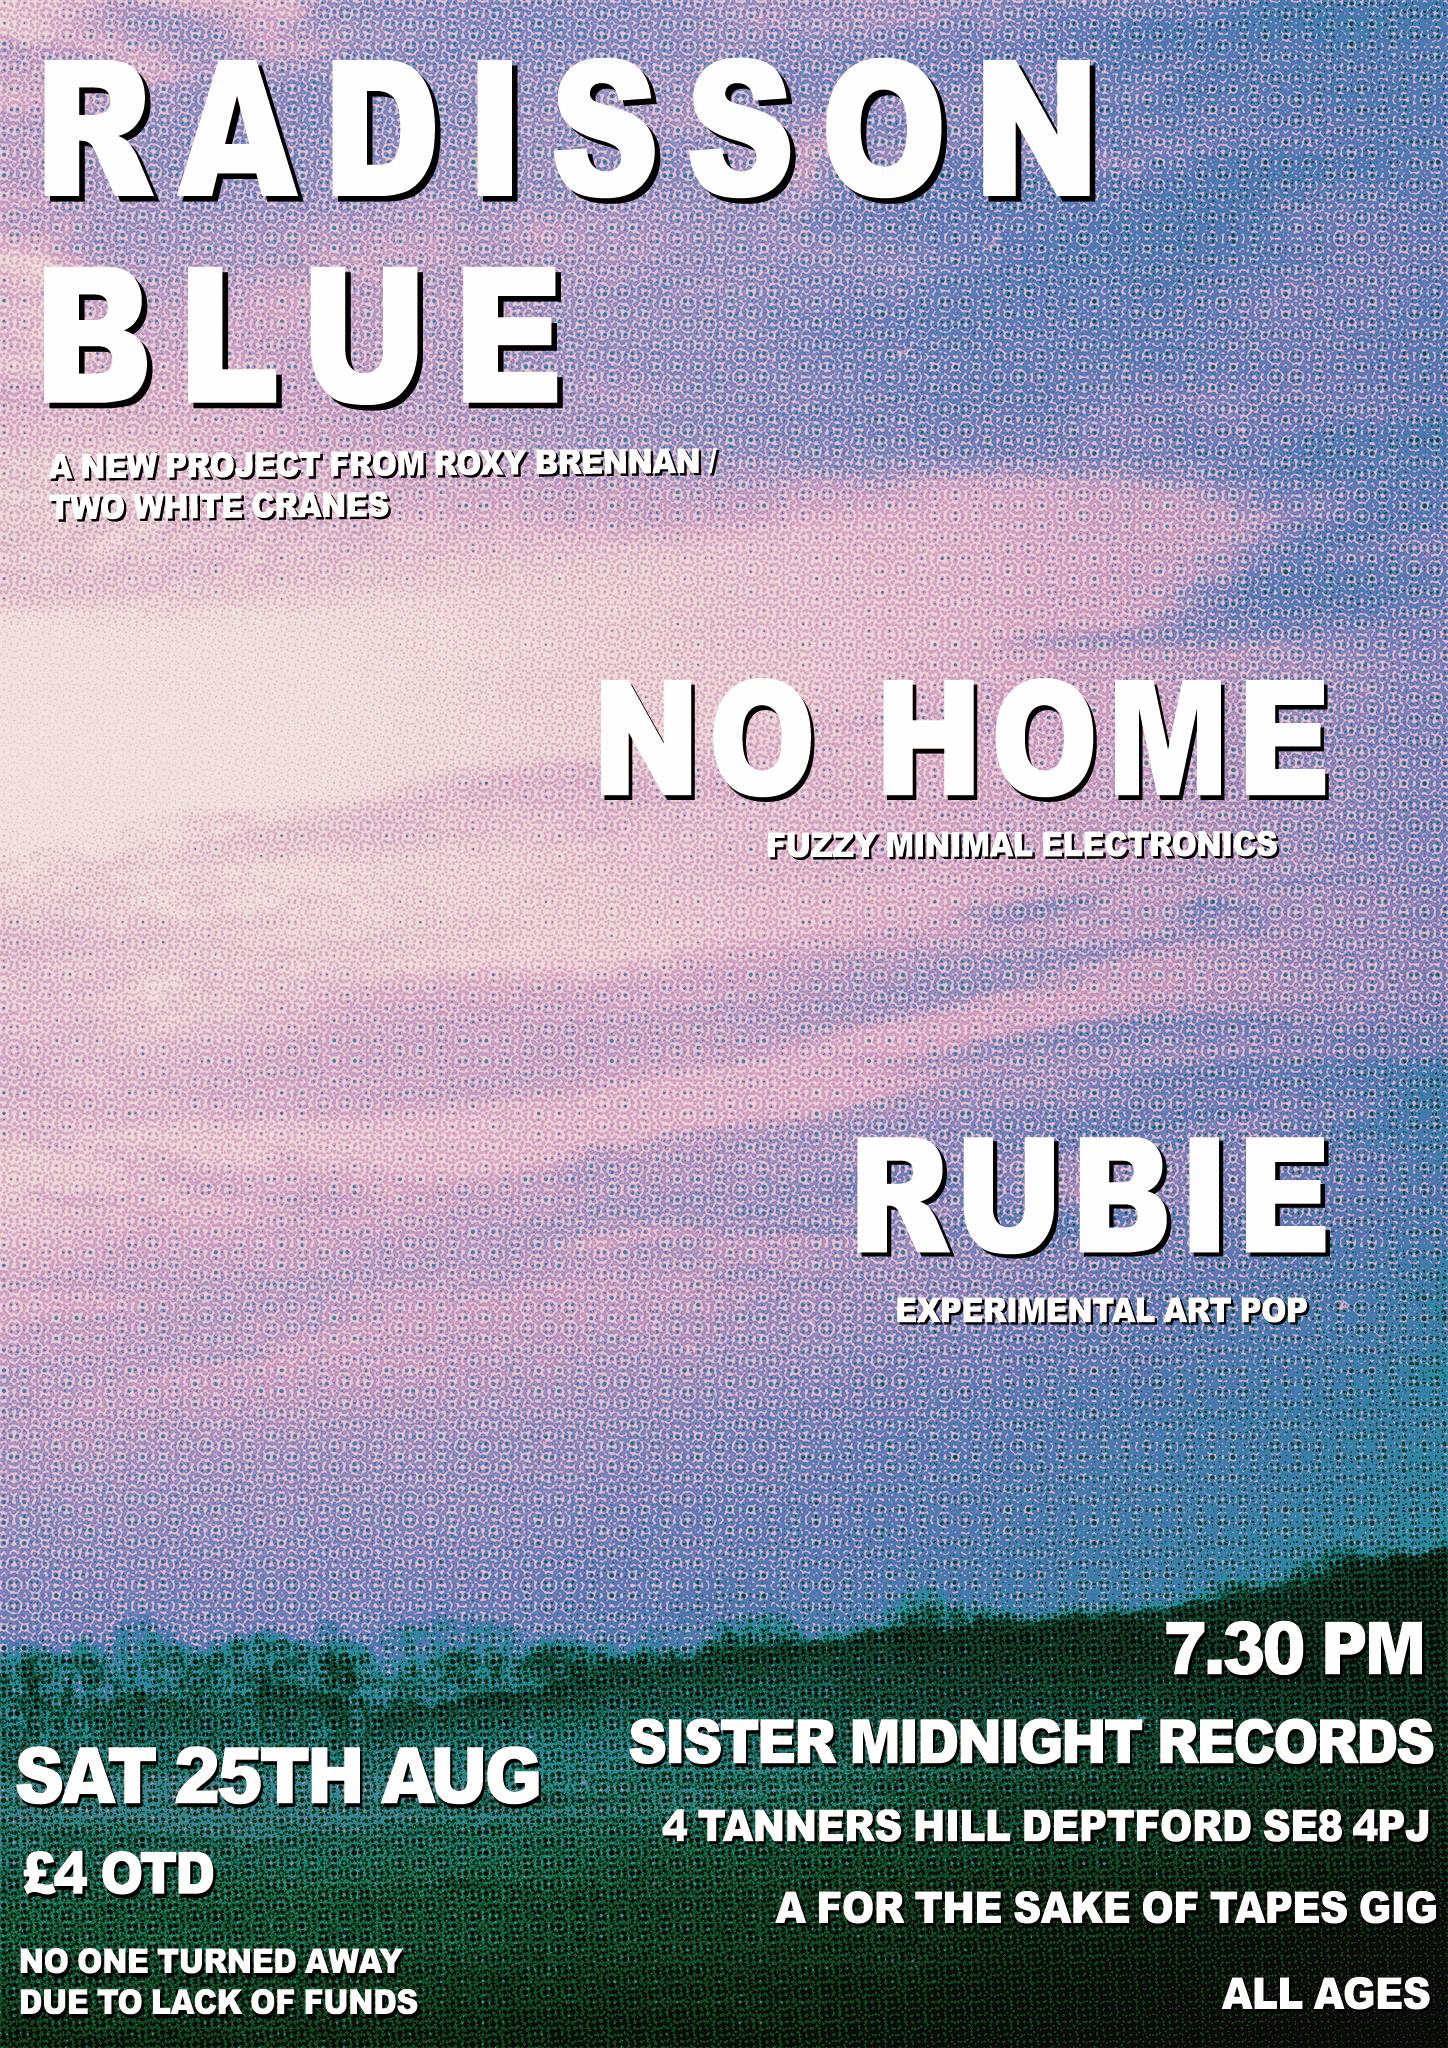 RADISSON
BLUE
A NEW PROJECT FROM ROXY BRENNAN /
TWO WHITE CRANES
NO HOME
FUZZY MINIMAL ELECTRONICS
RUBIE
EXPERIMENTAL ART POP
SAT 25TH AUG
£4 OTD
NO ONE TURNED AWAY
DUE TO LACK OF FUNDS
7.30 PM
SISTER MIDNIGHT RECORDS
4 TANNERS HILL DEPTFORD SE8 4PJ
A FOR THE SAKE OF TAPES GIG
ALL AGES